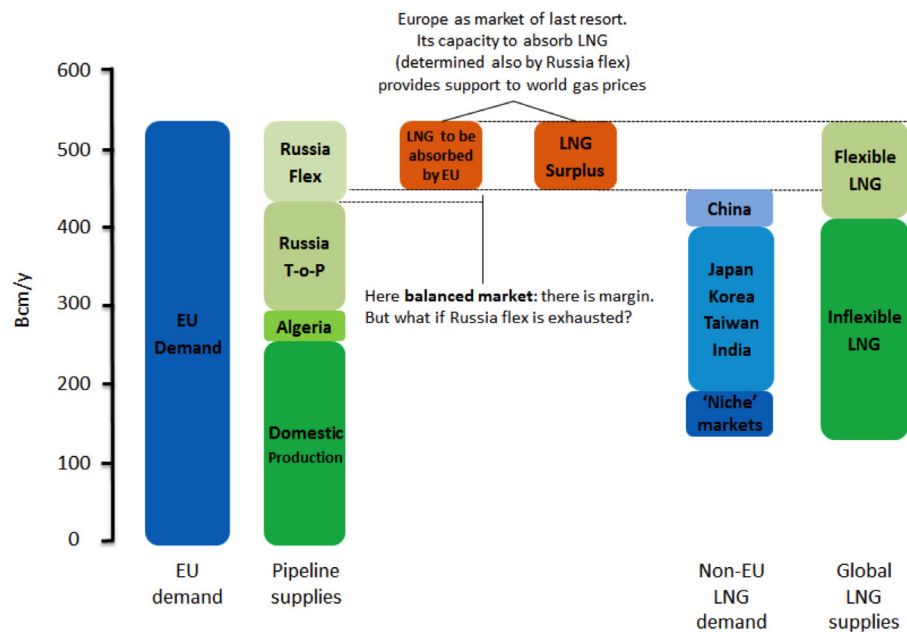 Europe as market of last resort.
Its capacity to absorb LNG
(determined also by Russia flex)
provides support to world gas prices
600
500
400
300
200
100
0
Bcm/y
EU
Demand
Russia
Flex
Russia
T-o-P
Algeria
Domestic
Production
LNG to be
absorbed
by EU
LNG
Surplus
Here balanced market: there is margin.
But what if Russia flex is exhausted?
China
Japan
Korea
Taiwan
India
‘Niche’
markets
Flexible
LNG
Inflexible
LNG
EU
demand
Pipeline
supplies
Non-EU
LNG
demand
Global
LNG
supplies